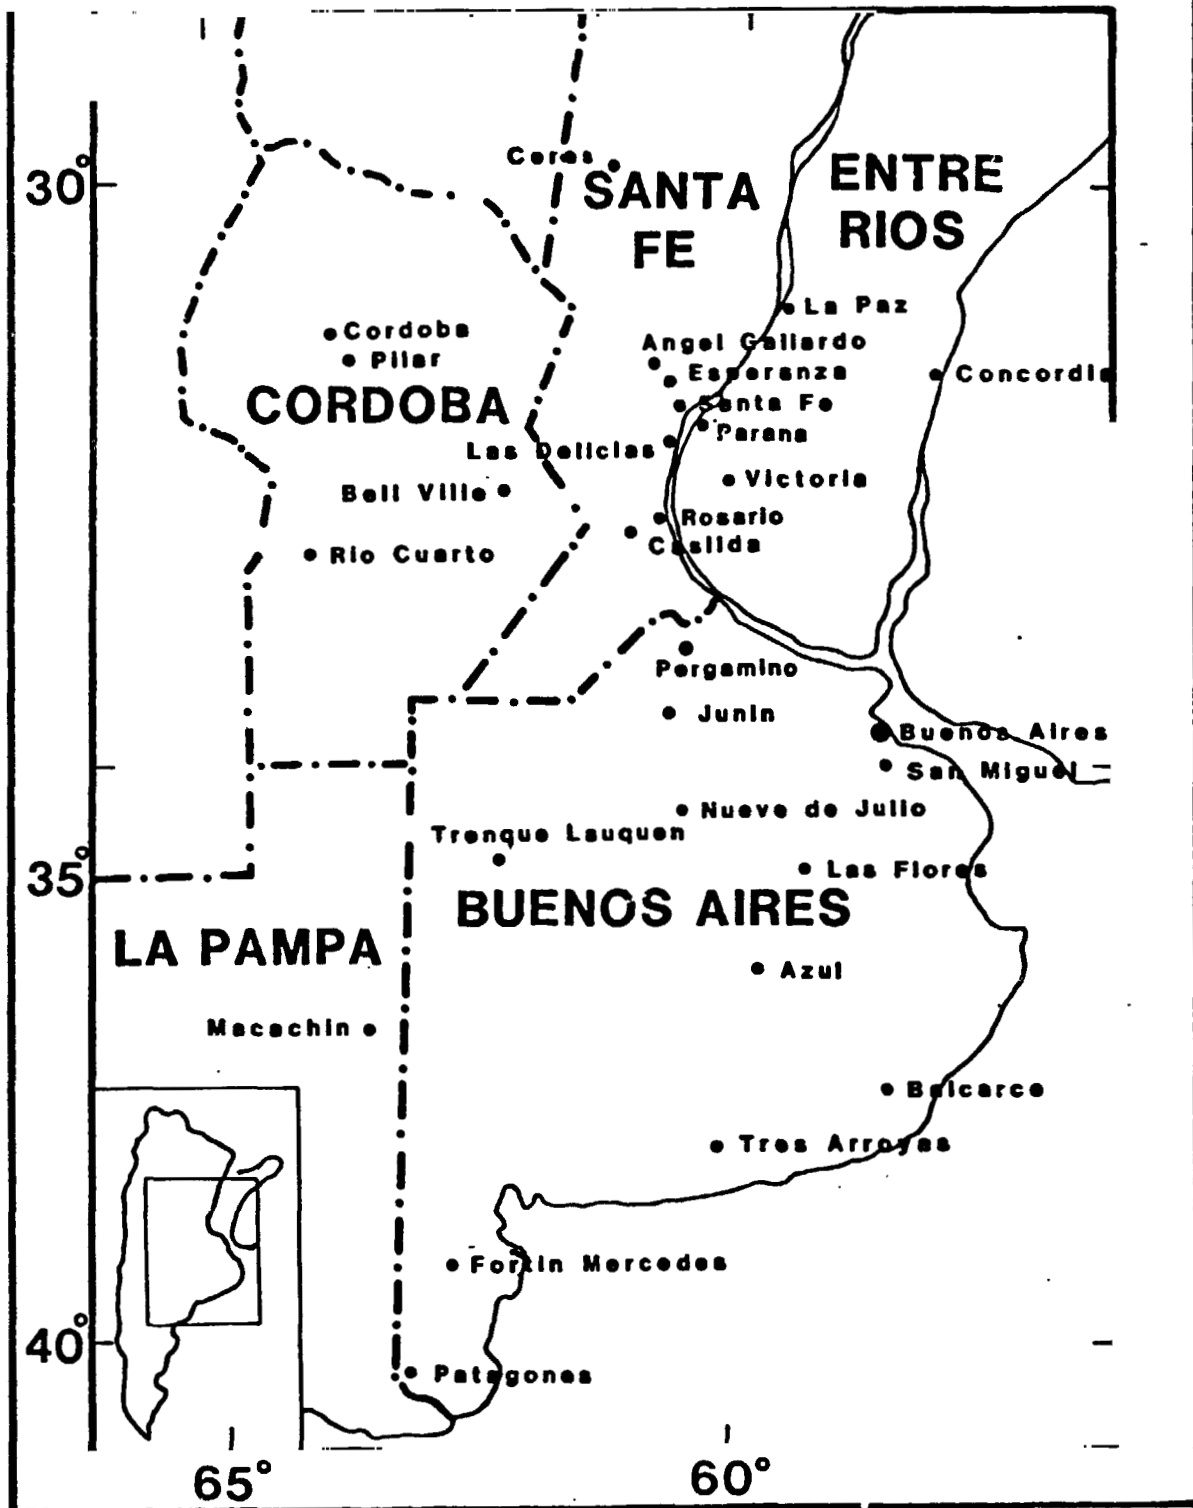 Ceres
30°
SANTA
FE
ENTRE
RIOS
La Paz
Cordoba
Angel Gallardo
Pilar
Esperanza
Concordia
CORDOBA
Santa Fe
Parana
Las Delicias
Victoria
Bell Ville
Rosario
Casilda
Rio Cuarto
Pergamino
Junin
Buenos Aires
San Miguel
Nueve de Julio
Trenque Lauquen
35°
Las Flores
BUENOS AIRES
LA PAMPA
Azul
Macachin
Balcarce
Tres Arroyas
Fortin Mercedes
40°
Patagones
65°
60°